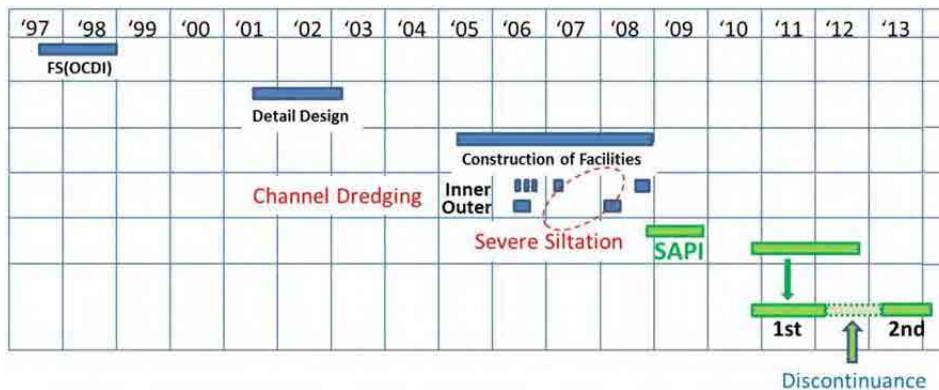 ‘97 ‘98 ‘99 ‘00 ‘01 ‘02 ‘03 ‘04 ‘05 ‘06 ‘07 ‘08 ‘09 ‘10 ‘11 ‘12 ‘13
FS(OCDI)
Detail Design
Construction of Facilities
Channel Dredging Inner
Outer
Severe Siltation SAPI
1st 2nd
Discontinuance